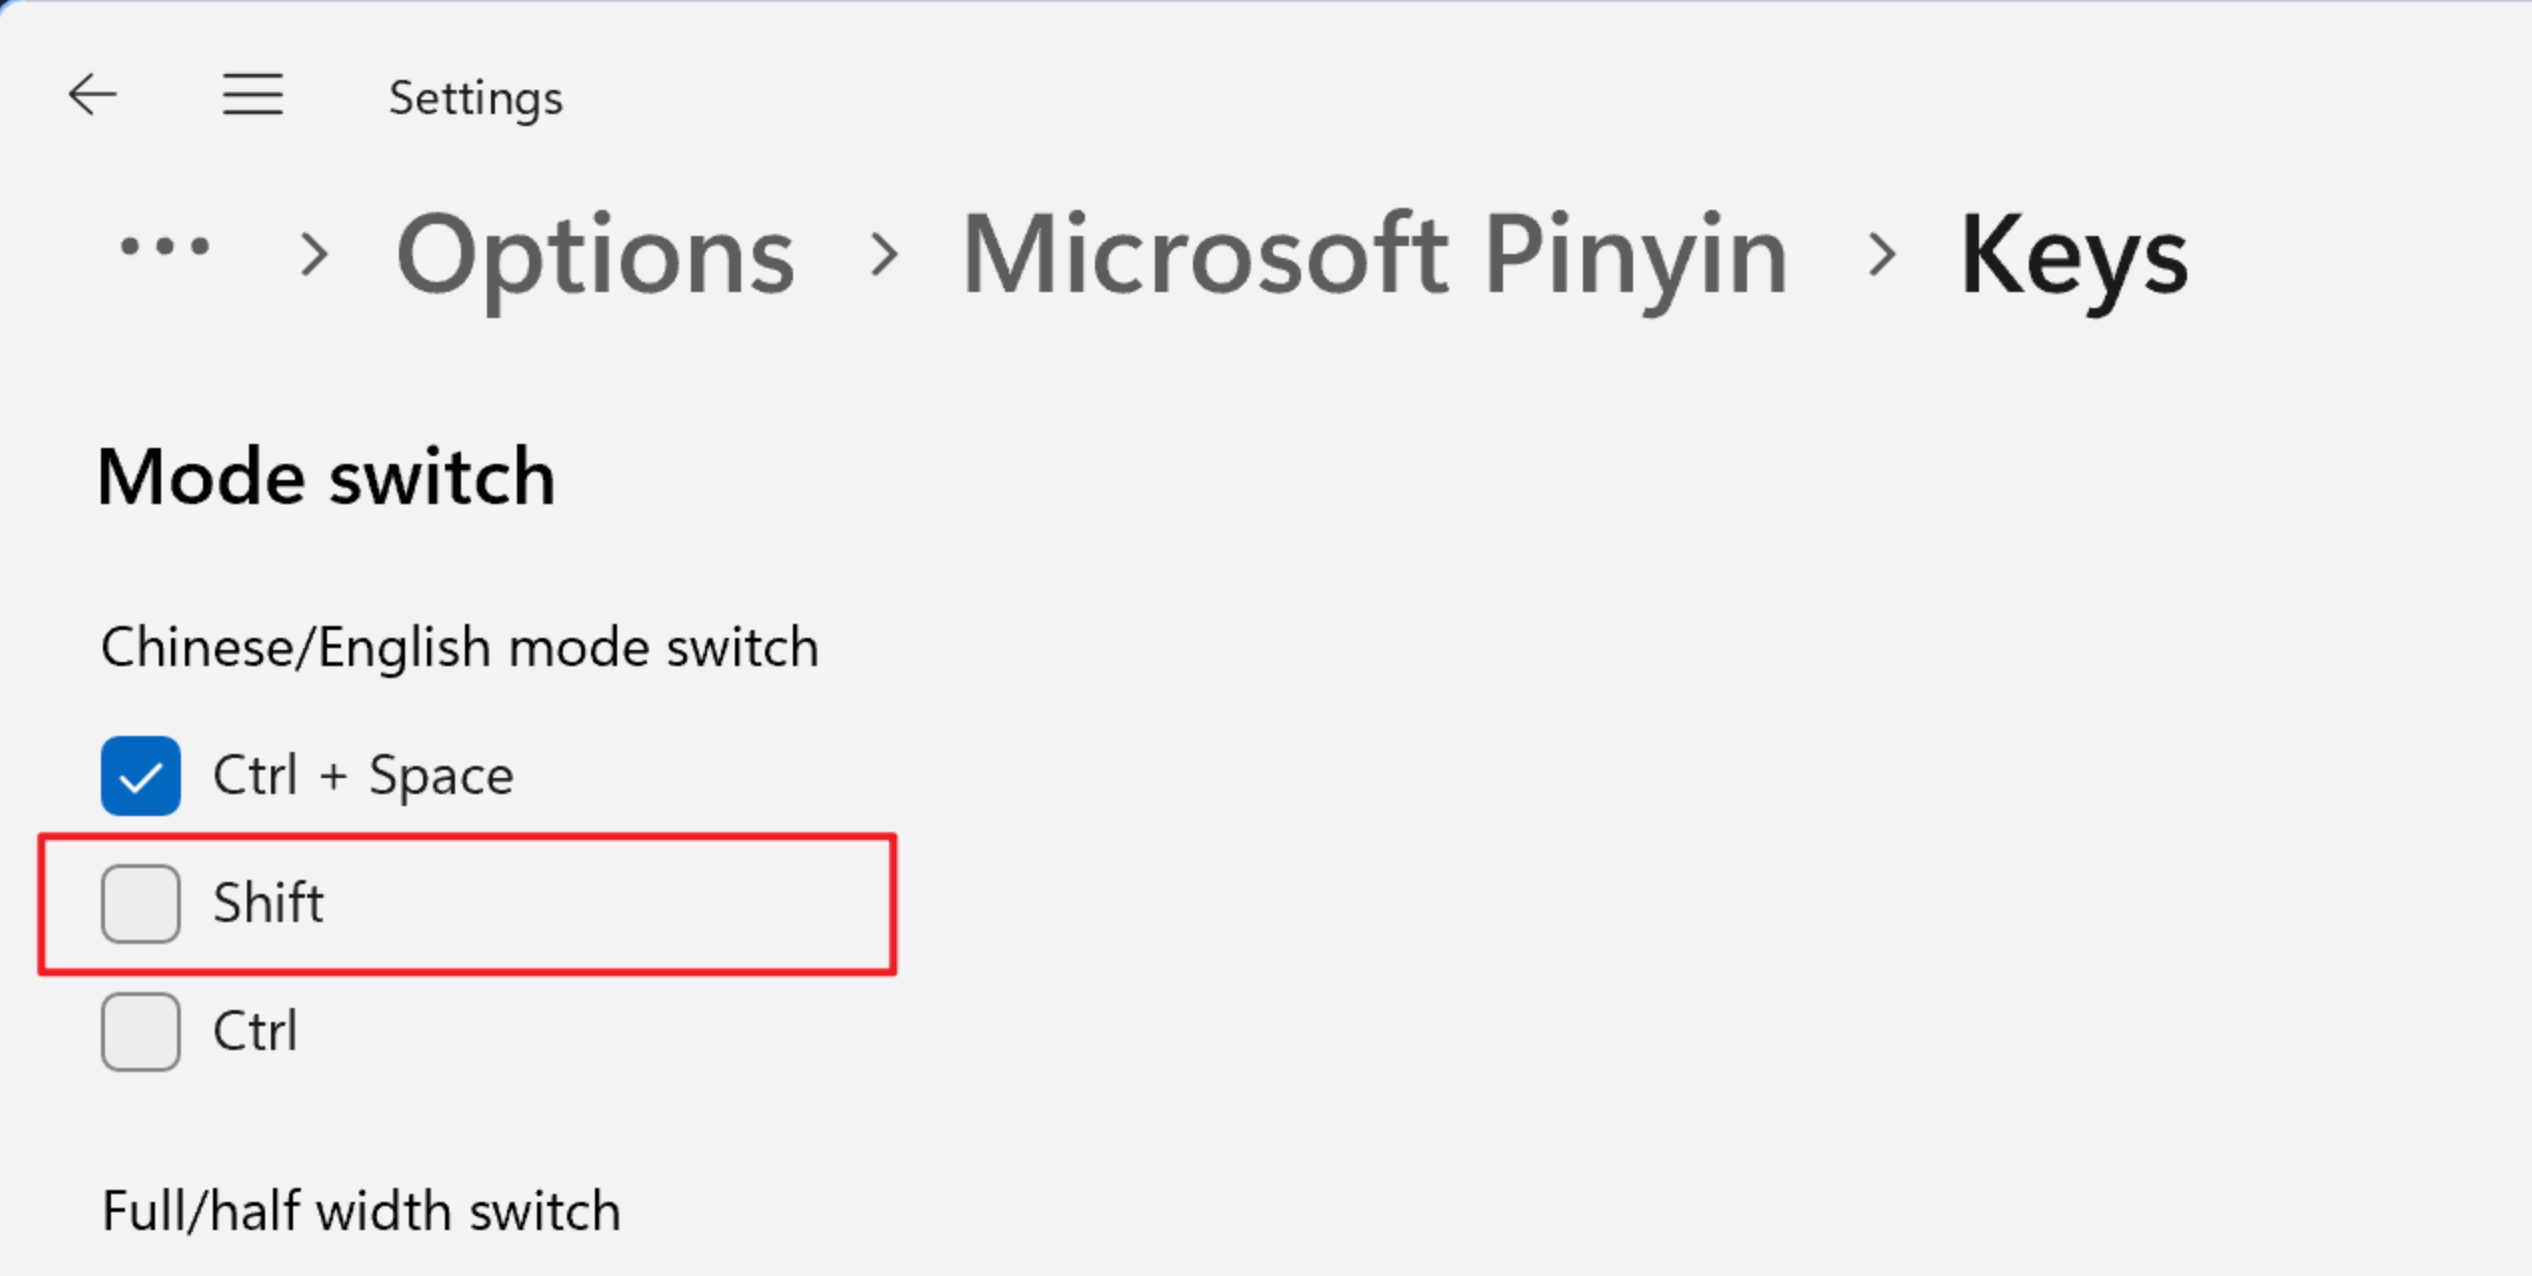 Settings
... > Options > Microsoft Pinyin > Keys
Mode switch
Chinese/English mode switch
Ctrl + Space
Shift
Ctrl
Full/half width switch